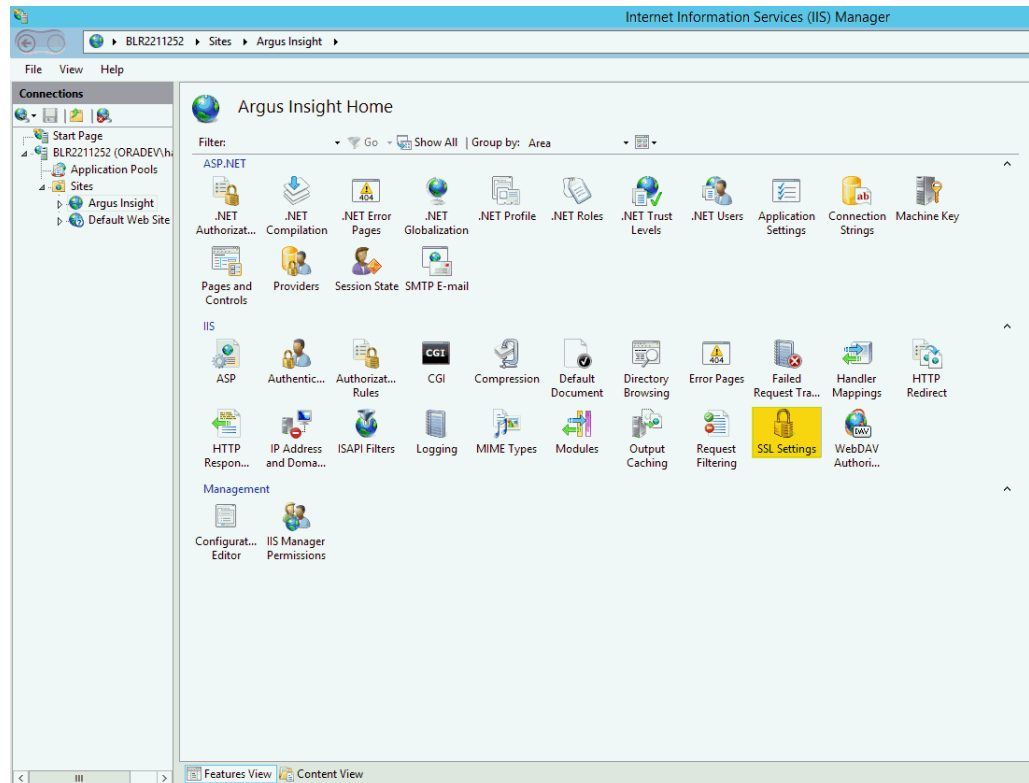 Internet Information Services (IIS) Manager
BLR2211252 Sites Argus Insight
File View Help
Connections
Start Page
BLR2211252 (ORADEV\ha
Application Pools
Sites
Argus Insight
Default Web Site
Argus Insight Home
Filter: Go Show All Group by: Area
ASP.NET
.NET Authorizat...
.NET Compilation
.NET Error Pages
.NET Globalization
.NET Profile
.NET Roles
.NET Trust Levels
.NET Users
Application Settings
Connection Strings
Machine Key
Pages and Controls
Providers
Session State
SMTP E-mail
IIS
ASP
Authentic...
Authorizat... Rules
CGI
Compression
Default Document
Directory Browsing
Error Pages
Failed Request Tra...
Handler Mappings
HTTP Redirect
HTTP Respon...
IP Address and Doma...
ISAPI Filters
Logging
MIME Types
Modules
Output Caching
Request Filtering
SSL Settings
WebDAV Authori...
Management
Configurat... Editor
IIS Manager Permissions
Features View Content View